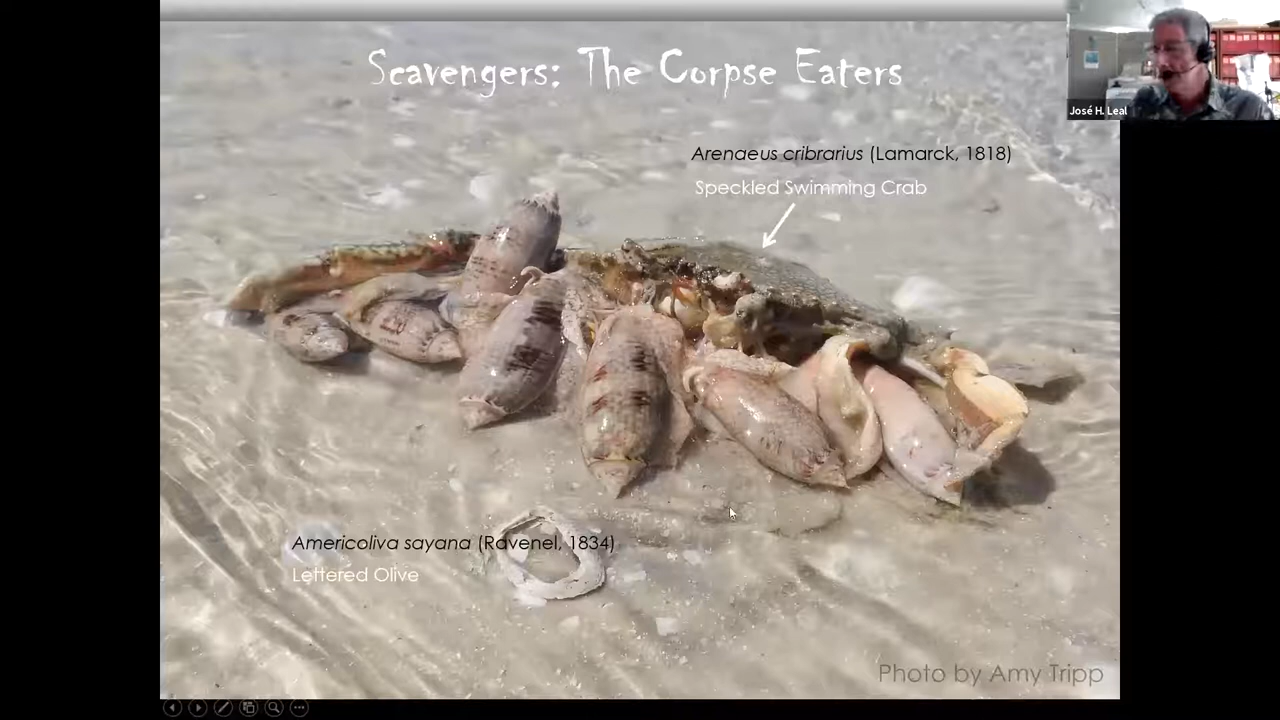 Scavengers: The Corpse Eaters
José H. Leal
Arenaeus cribrarius (Lamarck, 1818)
Speckled Swimming Crab
Americoliva sayana (Ravenel, 1834)
Lettered Olive
Photo by Amy Tripp